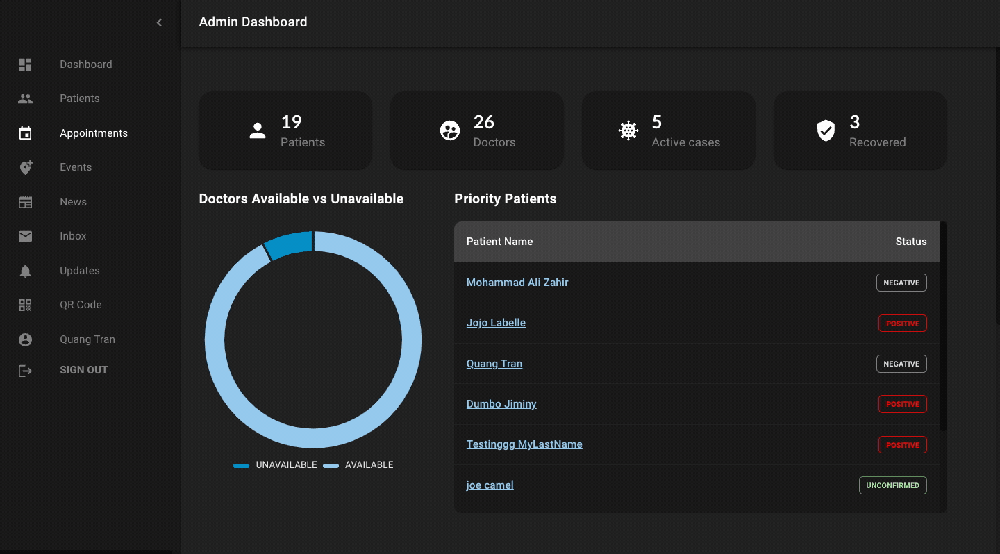 Admin Dashboard
Dashboard
Patients
Appointments
Events
News
Inbox
Updates
QR Code
Quang Tran
SIGN OUT
19
Patients
26
Doctors
5
Active cases
3
Recovered
Doctors Available vs Unavailable
UNAVAILABLE AVAILABLE
Priority Patients
Patient Name Status
Mohammad Ali Zahir NEGATIVE
Jojo Labelle POSITIVE
Quang Tran NEGATIVE
Dumbo Jiminy POSITIVE
Testinggg MyLastName POSITIVE
joe camel UNCONFIRMED